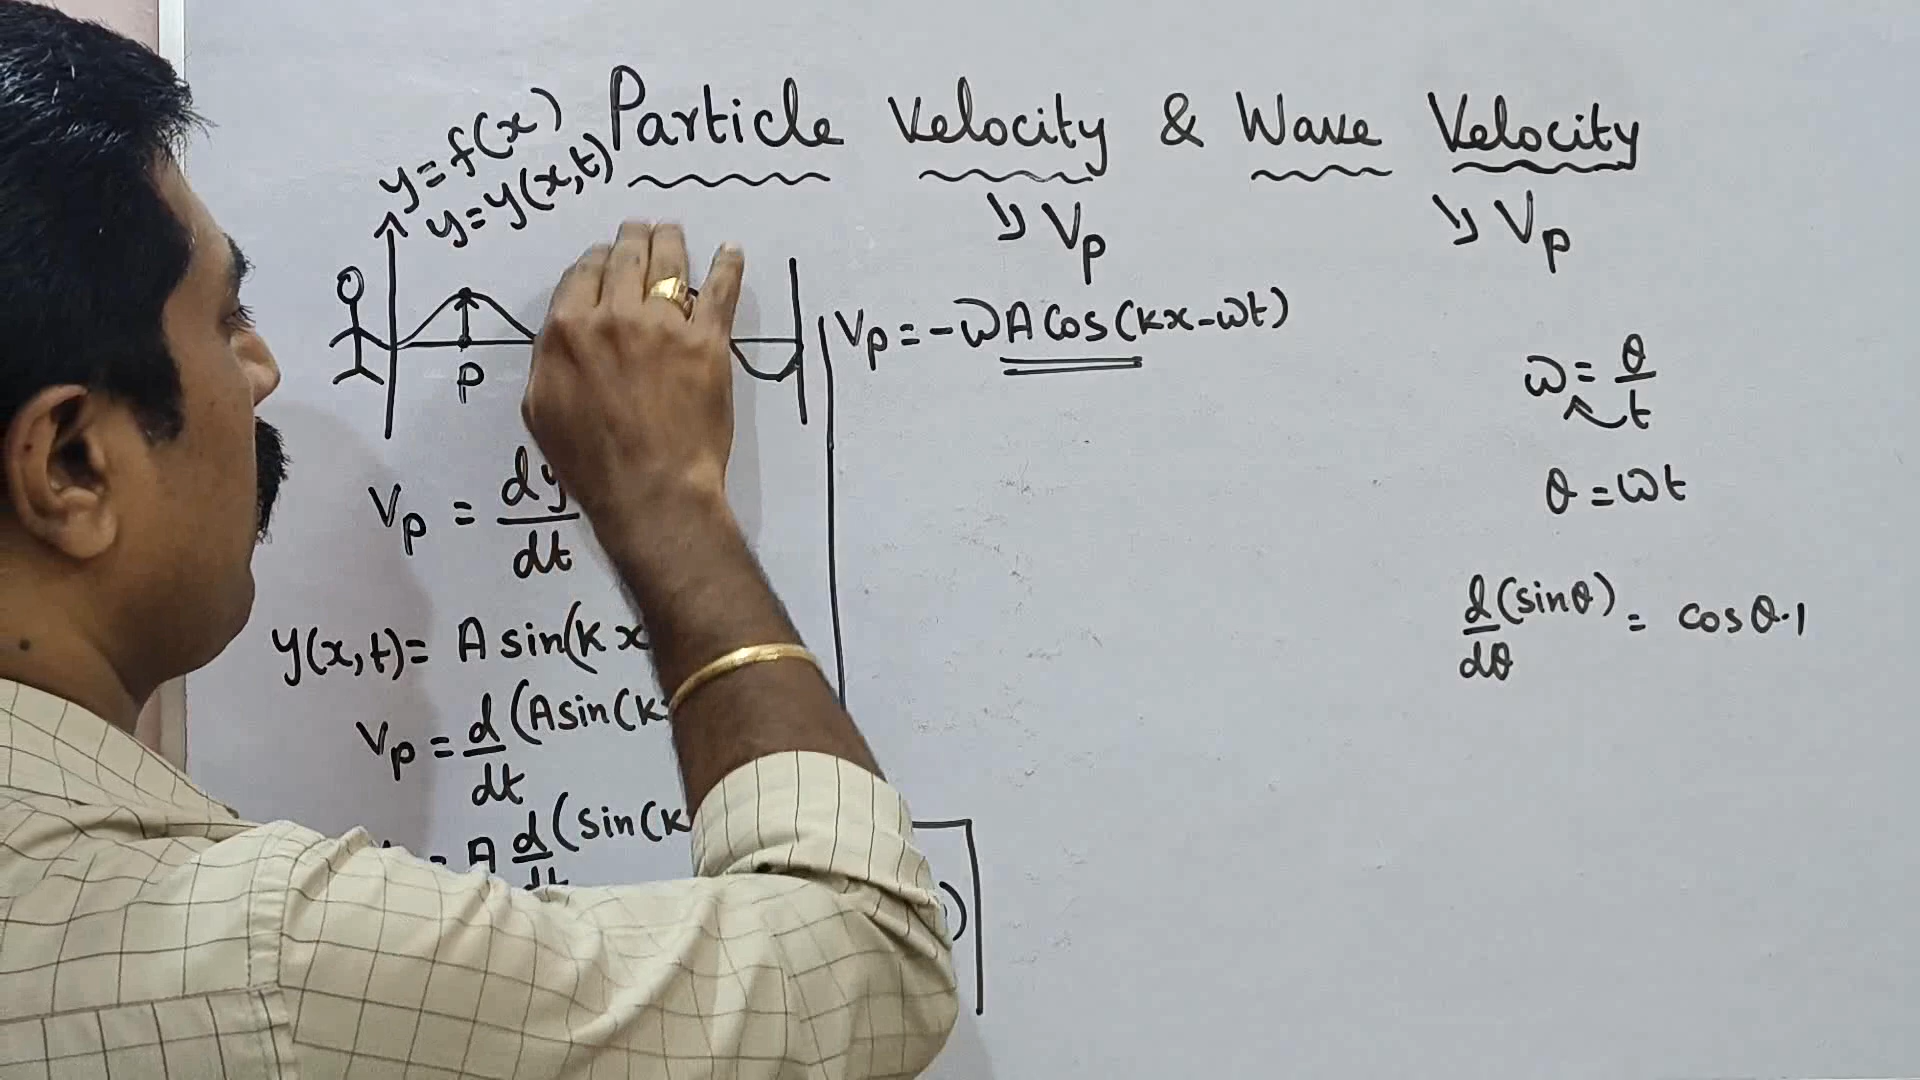 Particle Velocity & Wave Velocity
y=f(x)
y=y(x,t)
↳ Vp
↳ Vp
P
Vp = dy/dt
y(x,t)= A sin(kx
Vp = d/dt (Asin(k
= A d/dt (sin(k
Vp = -ωA cos(kx-ωt)
)
ω = θ/t
θ = ωt
d/dθ (sinθ) = cosθ.1